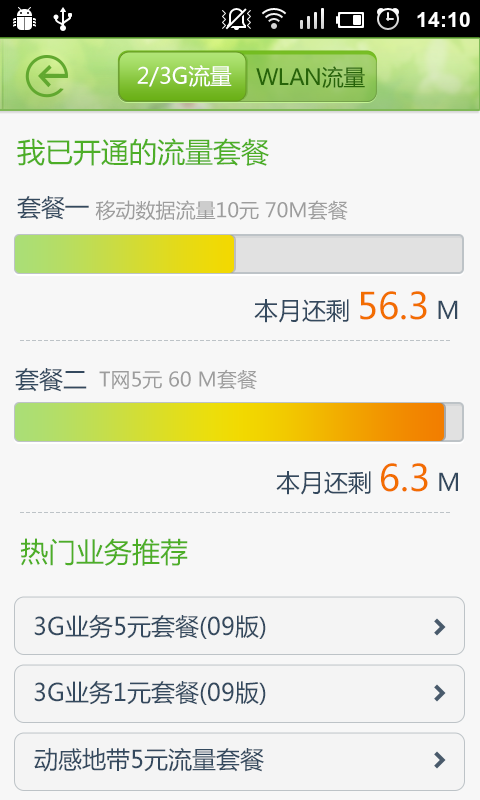 14:10
2/3G流量 WLAN流量
我已开通的流量套餐
套餐一 移动数据流量10元 70M套餐
本月还剩 56.3 M
套餐二 T网5元 60 M套餐
本月还剩 6.3 M
热门业务推荐
3G业务5元套餐(09版)
3G业务1元套餐(09版)
动感地带5元流量套餐